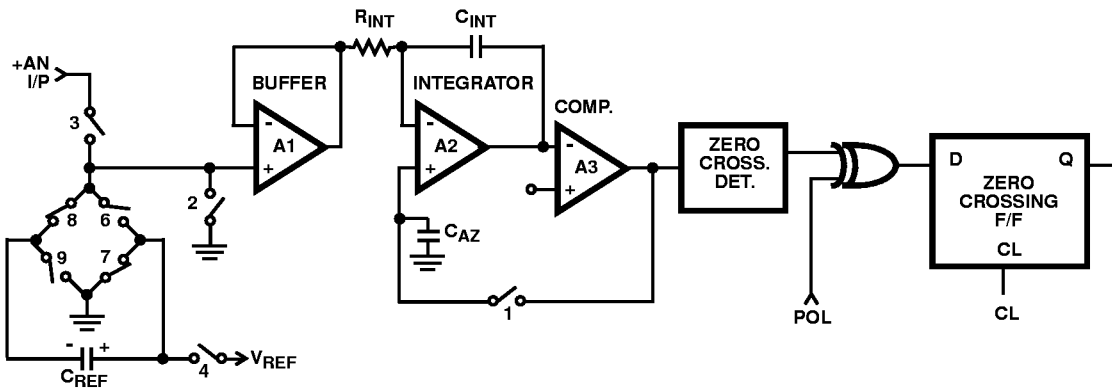 +AN
I/P
3
8
6
9
7
2
-
+
CREF
4
VREF
BUFFER
-
A1
+
RINT
CINT
INTEGRATOR
-
A2
+
CAZ
1
COMP.
-
A3
+
ZERO
CROSS.
DET.
POL
D
Q
ZERO
CROSSING
F/F
CL
CL